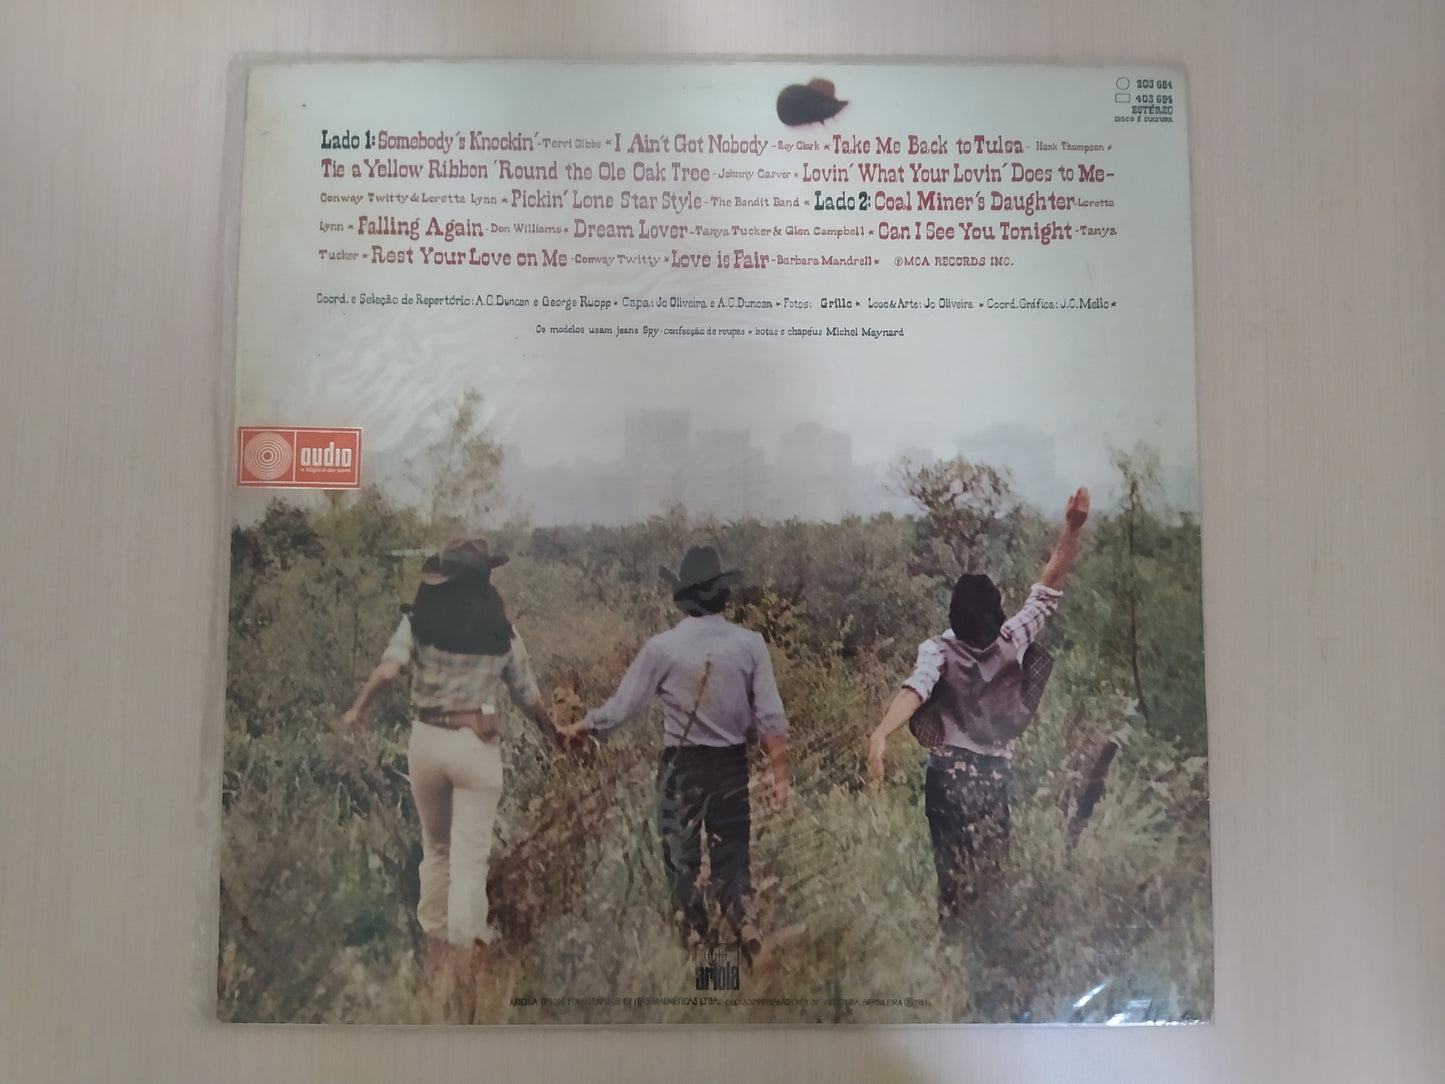 203 684
403 684
ESTÉREO
DISCO É CULTURA
Lado 1: Somebody's Knockin' - Terri Gibbs * I Ain't Got Nobody - Roy Clark * Take Me Back to Tulsa - Hank Thompson *
Tie a Yellow Ribbon 'Round the Ole Oak Tree - Johnny Carver * Lovin' What Your Lovin' Does to Me -
Conway Twitty & Loretta Lynn * Pickin' Lone Star Style - The Bandit Band * Lado 2: Coal Miner's Daughter - Loretta
Lynn * Falling Again - Don Williams * Dream Lover - Tanya Tucker & Glen Campbell * Can I See You Tonight - Tanya
Tucker * Rest Your Love on Me - Conway Twitty * Love is Fair - Barbara Mandrell * ℗MCA RECORDS INC.
Coord. e Seleção de Repertório: A.C. Duncan e George Ruopp * Capa: Jo Oliveira e A.C. Duncan * Fotos: Grillo * Logo & Arte: Jo Oliveira * Coord. Gráfica: J.C. Mello *
Os modelos usam jeans Spy - confecção de roupas * botas e chapéus Michel Maynard
audio
a lógica do som
ariola
ARIOLA DISCOS FONOGRÁFICOS E FITAS MAGNÉTICAS LTDA. INDÚSTRIA BRASILEIRA ℗ 1981